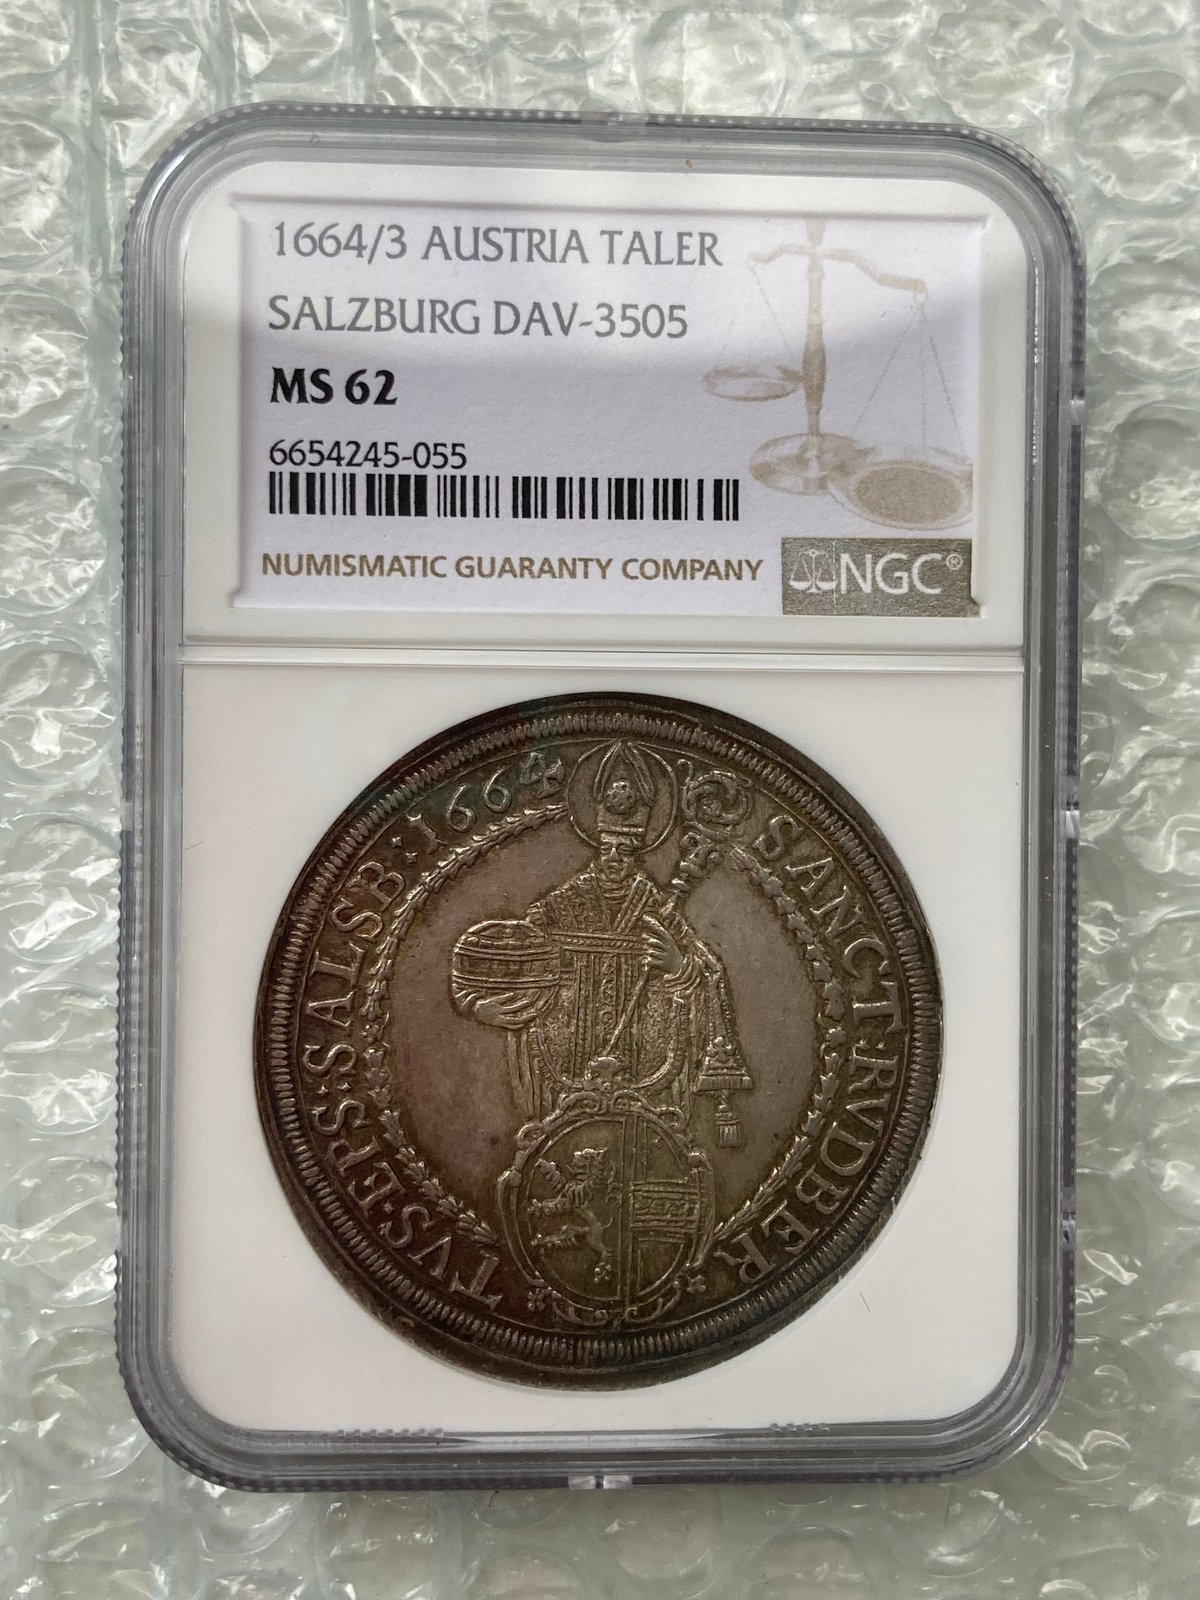 1664/3 AUSTRIA TALER
SALZBURG DAV-3505
MS 62
6654245-055
NUMISMATIC GUARANTY COMPANY
NGC®
SANCT:RVDBER
TVS:EPS:SALSB:1664